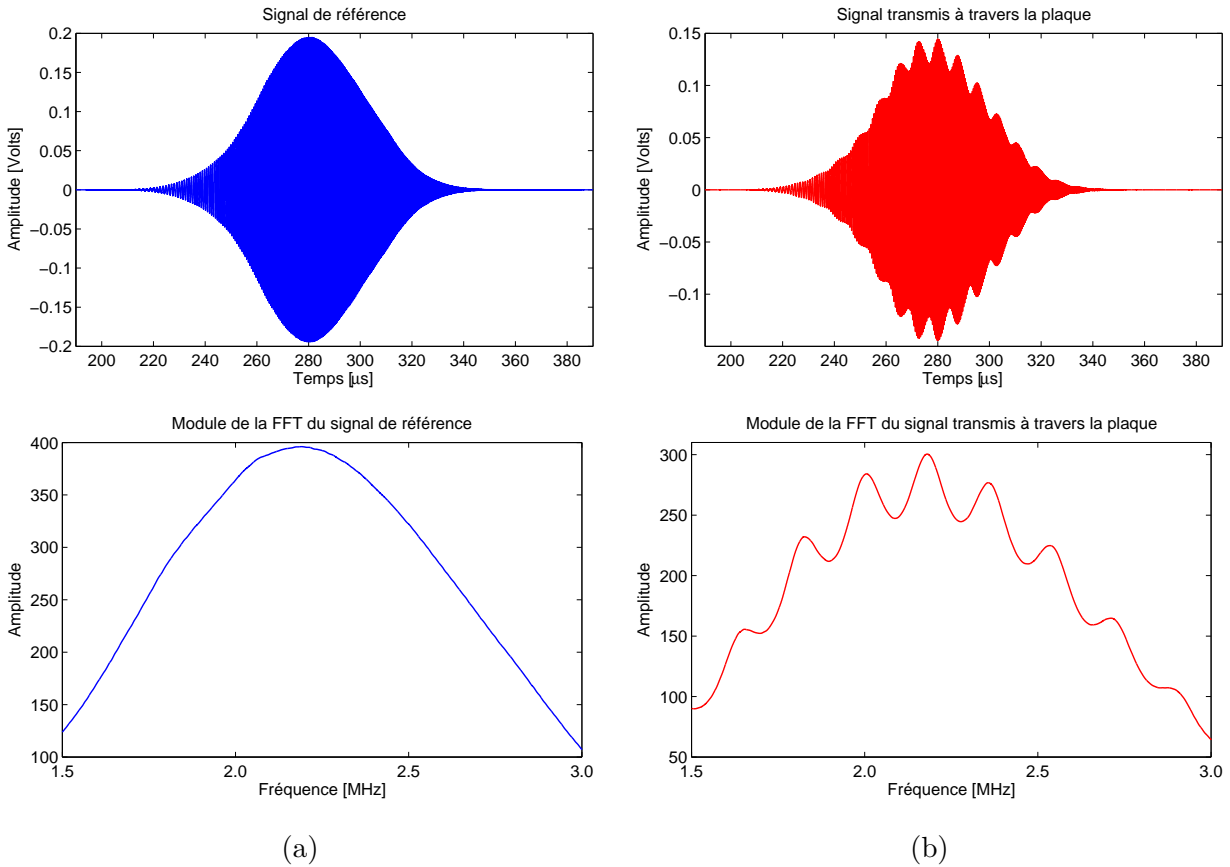 Signal de référence
0.2
0.15
0.1
0.05
0
−0.05
−0.1
−0.15
−0.2
Amplitude [Volts]
200 220 240 260 280 300 320 340 360 380
Temps [µs]
Signal transmis à travers la plaque
0.15
0.1
0.05
0
−0.05
−0.1
Amplitude [Volts]
200 220 240 260 280 300 320 340 360 380
Temps [µs]
Module de la FFT du signal de référence
400
350
300
250
200
150
100
Amplitude
1.5 2.0 2.5 3.0
Fréquence [MHz]
(a)
Module de la FFT du signal transmis à travers la plaque
300
250
200
150
100
50
Amplitude
1.5 2.0 2.5 3.0
Fréquence [MHz]
(b)